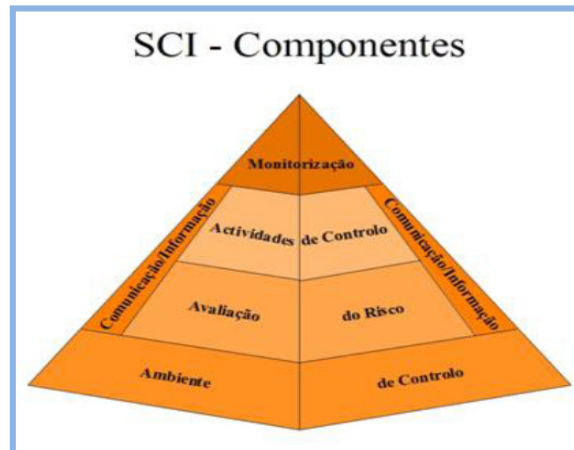 SCI - Componentes
Monitorização
Comunicação/Informação
Actividades de Controlo
Comunicação/Informação
Avaliação do Risco
Ambiente de Controlo